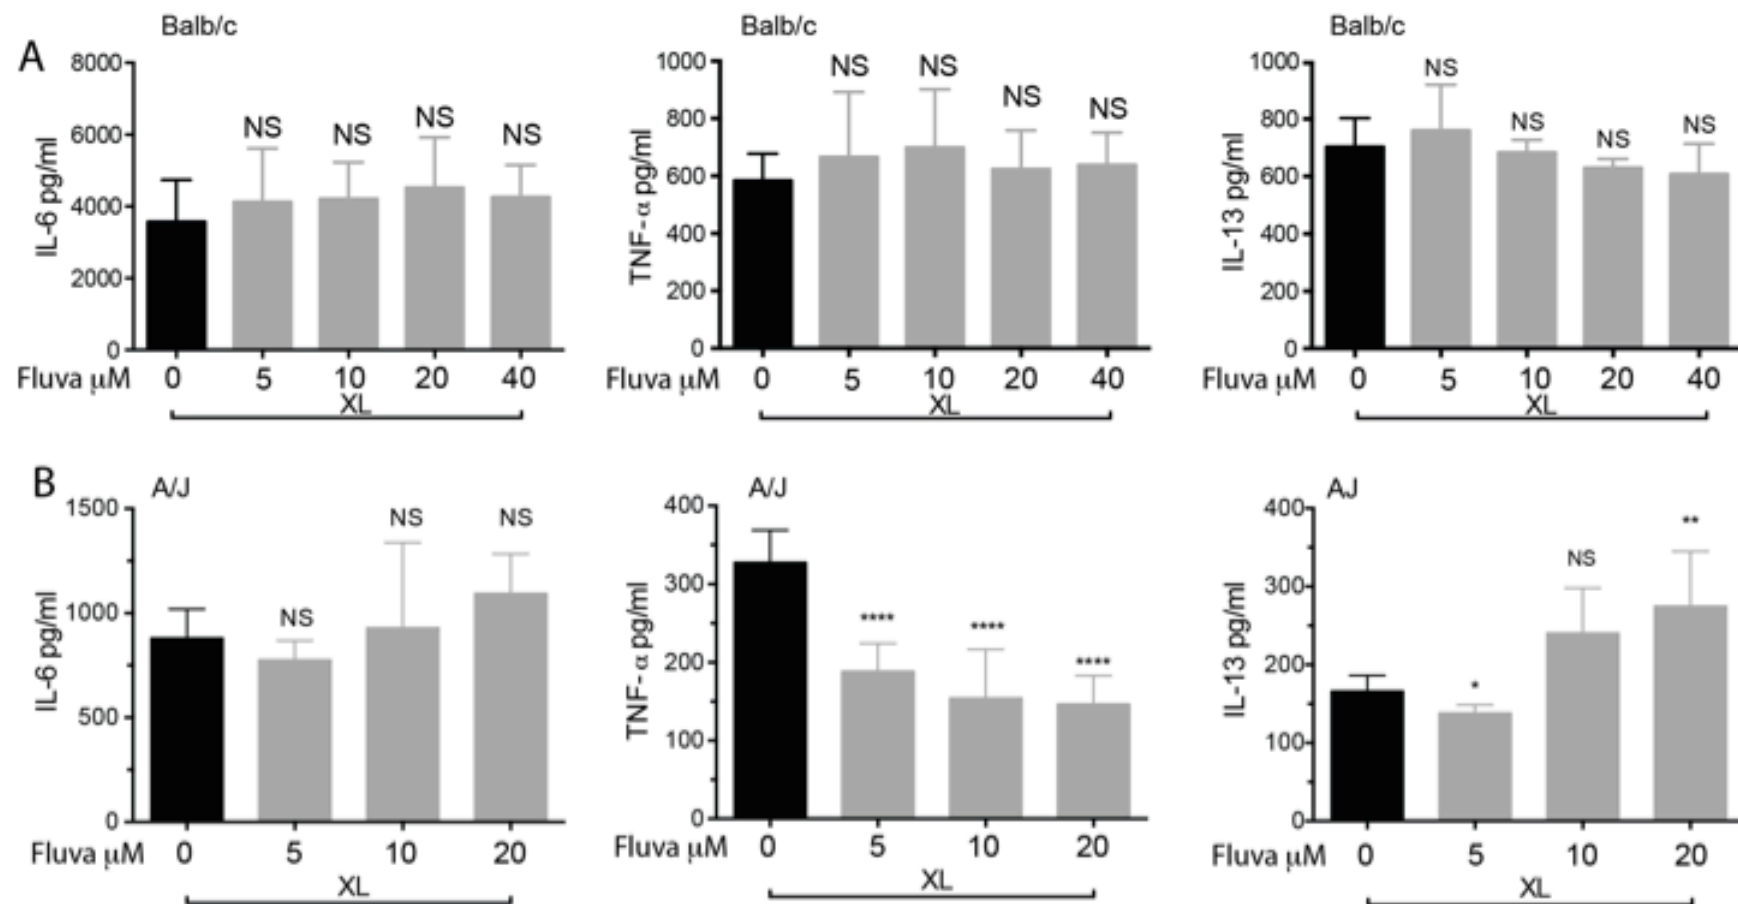 A
Balb/c
IL-6 pg/ml
8000
6000
4000
2000
0
NS NS NS NS
Fluva μM 0 5 10 20 40
XL
Balb/c
TNF-α pg/ml
1000
800
600
400
200
0
NS NS NS NS
Fluva μM 0 5 10 20 40
XL
Balb/c
IL-13 pg/ml
1000
800
600
400
200
0
NS NS NS NS
Fluva μM 0 5 10 20 40
XL
B
A/J
IL-6 pg/ml
1500
1000
500
0
NS NS NS
Fluva μM 0 5 10 20
XL
A/J
TNF-α pg/ml
400
300
200
100
0
**** **** ****
Fluva μM 0 5 10 20
XL
AJ
IL-13 pg/ml
400
300
200
100
0
* NS **
Fluva μM 0 5 10 20
XL